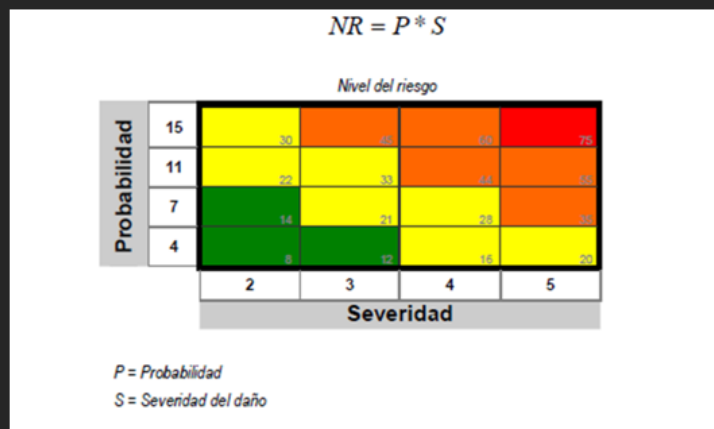 NR = P * S
Nivel del riesgo
Probabilidad
15 30 45 60 75
11 22 33 44 55
7 14 21 28 35
4 8 12 16 20
2 3 4 5
Severidad
P = Probabilidad
S = Severidad del daño